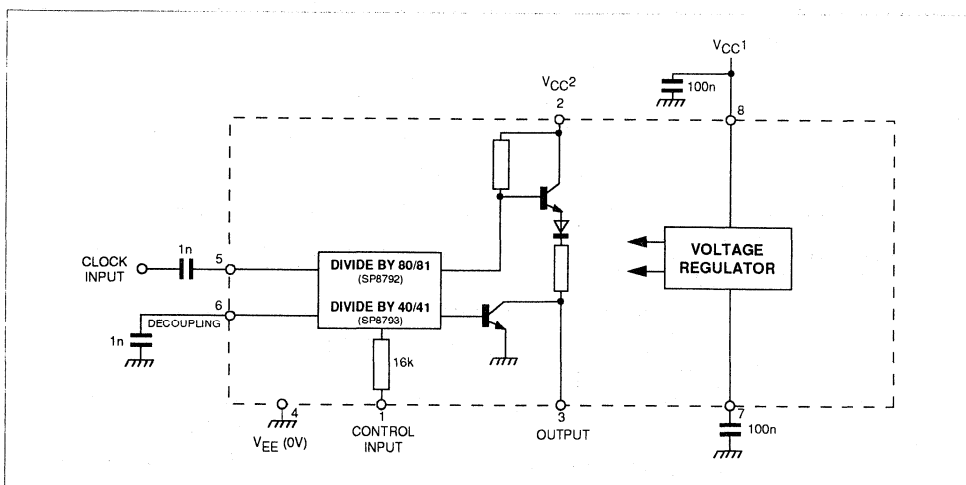 VCC1
100n
VCC2
2
8
1n
CLOCK
INPUT
5
DIVIDE BY 80/81
(SP8792)
VOLTAGE
REGULATOR
6
DECOUPLING
DIVIDE BY 40/41
(SP8793)
1n
16k
4
1
3
7
VEE (0V)
CONTROL
INPUT
OUTPUT
100n